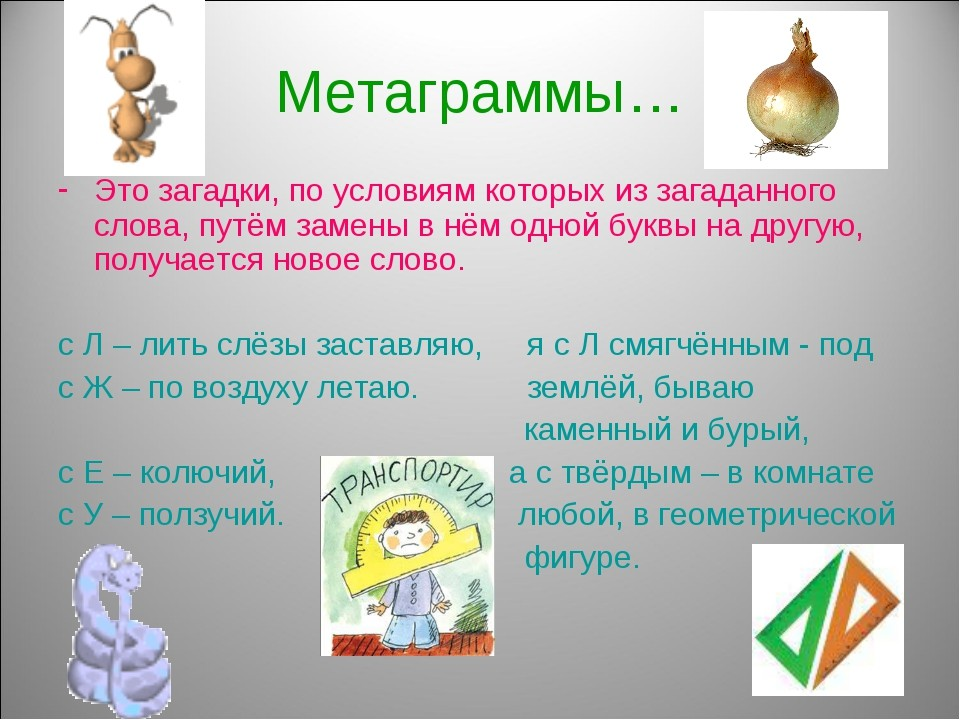 Метаграммы…
- Это загадки, по условиям которых из загаданного
слова, путём замены в нём одной буквы на другую,
получается новое слово.
с Л – лить слёзы заставляю,
с Ж – по воздуху летаю.
с Е – колючий,
с У – ползучий.
я с Л смягчённым - под
землёй, бываю
каменный и бурый,
а с твёрдым – в комнате
любой, в геометрической
фигуре.
ТРАНСПОРТИР